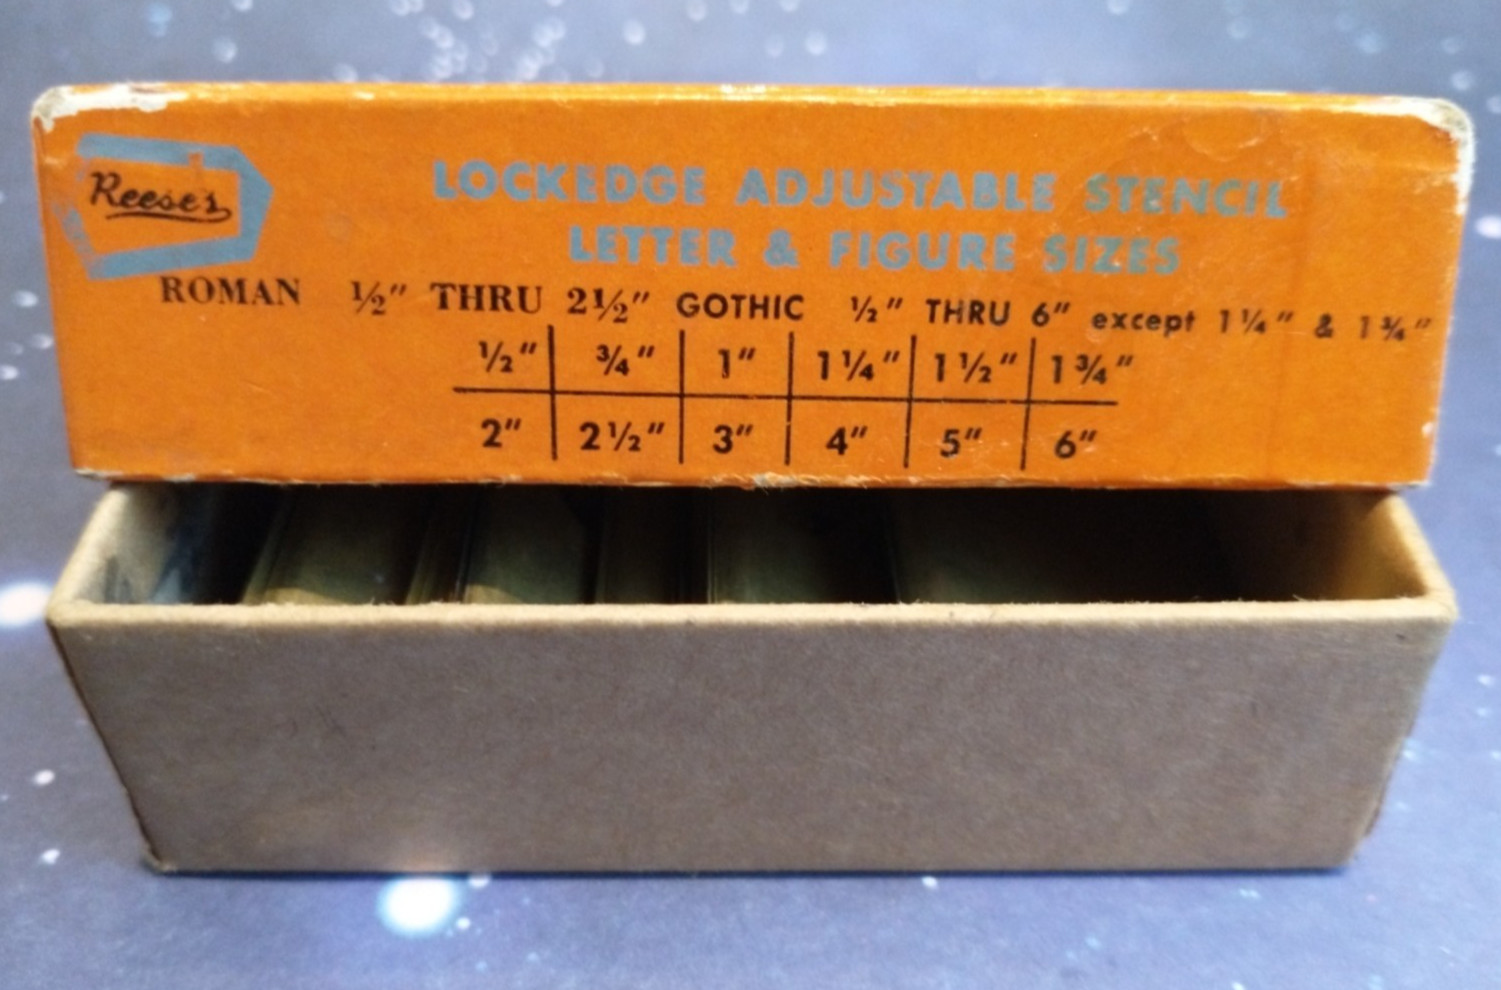 Reese's
LOCKEDGE ADJUSTABLE STENCIL
LETTER & FIGURE SIZES
ROMAN ½" THRU 2½" GOTHIC ½" THRU 6" except 1¼" & 1¾"
½" ¾" 1" 1¼" 1½" 1¾"
2" 2½" 3" 4" 5" 6"